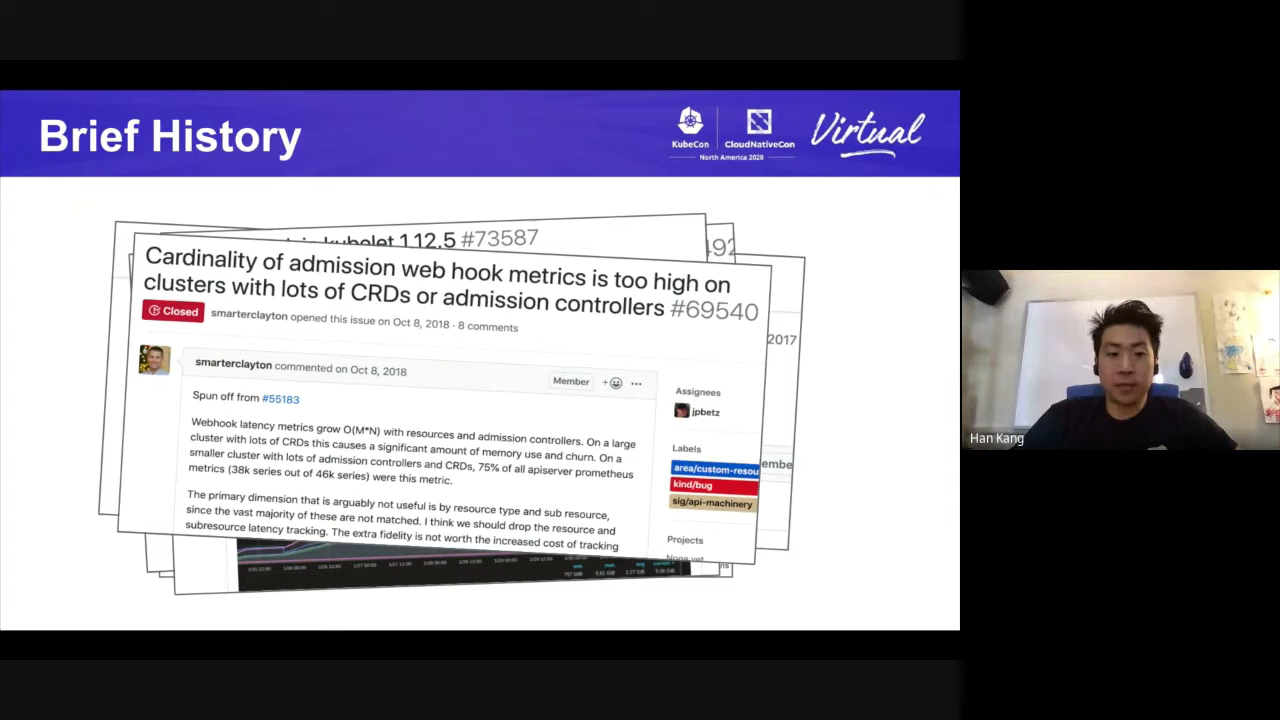 Brief History
KubeCon
CloudNativeCon
North America 2020
Virtual
kubelet 1.12.5 #73587
Cardinality of admission web hook metrics is too high on
clusters with lots of CRDs or admission controllers #69540
Closed
smarterclayton opened this issue on Oct 8, 2018 · 8 comments
2017
smarterclayton commented on Oct 8, 2018
Member
Spun off from #55183
Webhook latency metrics grow O(M*N) with resources and admission controllers. On a large
cluster with lots of CRDs this causes a significant amount of memory use and churn. On a
smaller cluster with lots of admission controllers and CRDs, 75% of all apiserver prometheus
metrics (38k series out of 46k series) were this metric.
The primary dimension that is arguably not useful is by resource type and sub resource,
since the vast majority of these are not matched. I think we should drop the resource and
subresource latency tracking. The extra fidelity is not worth the increased cost of tracking
Assignees
jpbetz
Labels
area/custom-resou
kind/bug
sig/api-machinery
Projects
None yet
Han Kang